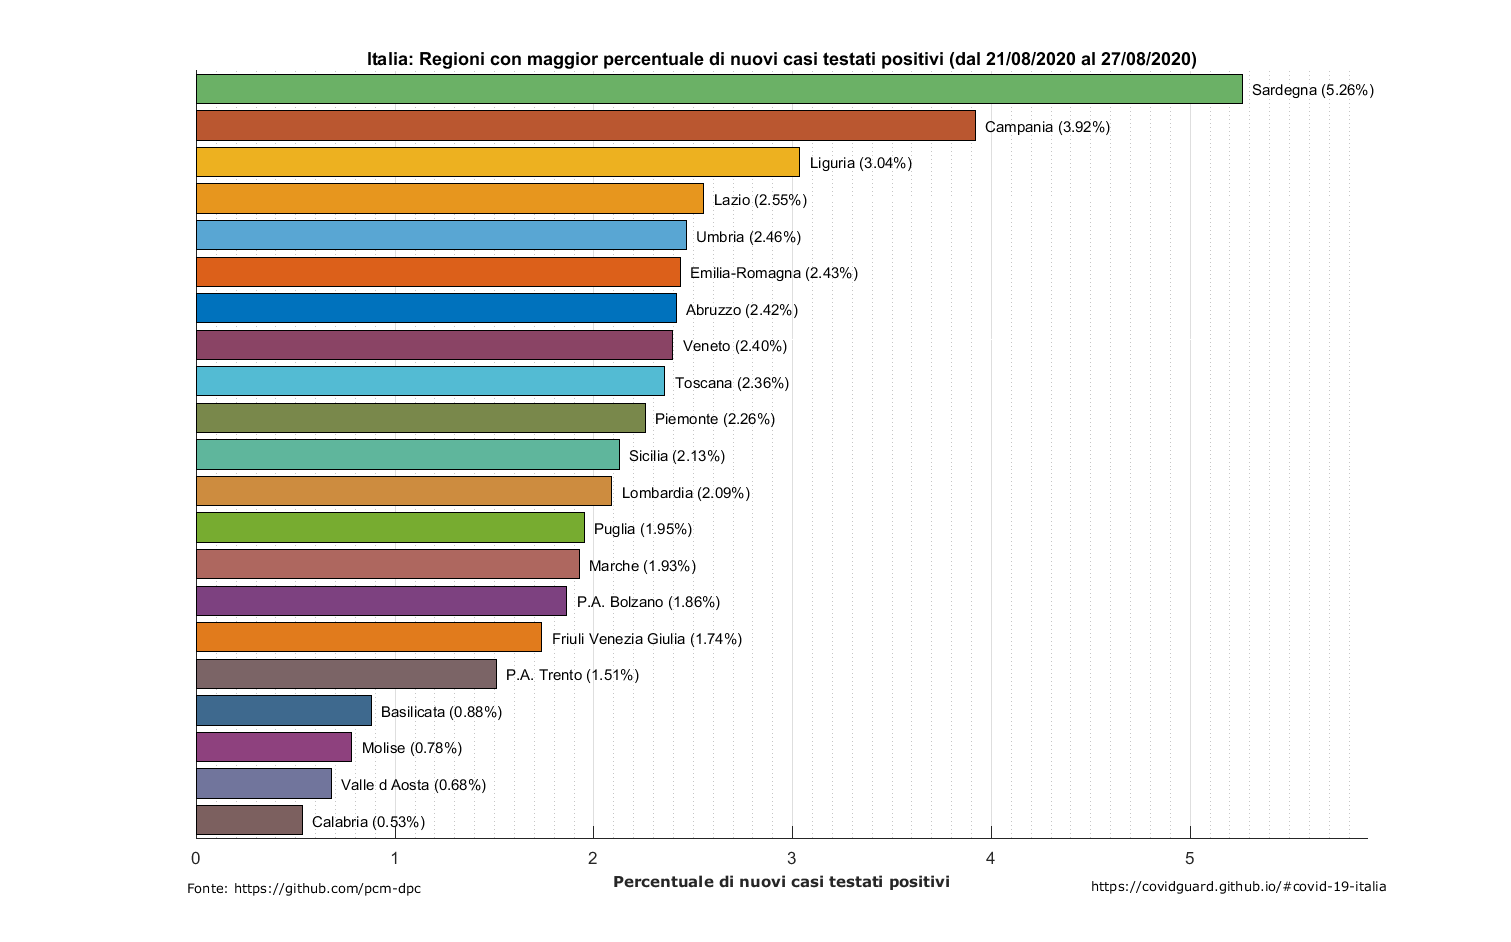 Italia: Regioni con maggior percentuale di nuovi casi testati positivi (dal 21/08/2020 al 27/08/2020)
Sardegna (5.26%)
Campania (3.92%)
Liguria (3.04%)
Lazio (2.55%)
Umbria (2.46%)
Emilia-Romagna (2.43%)
Abruzzo (2.42%)
Veneto (2.40%)
Toscana (2.36%)
Piemonte (2.26%)
Sicilia (2.13%)
Lombardia (2.09%)
Puglia (1.95%)
Marche (1.93%)
P.A. Bolzano (1.86%)
Friuli Venezia Giulia (1.74%)
P.A. Trento (1.51%)
Basilicata (0.88%)
Molise (0.78%)
Valle d Aosta (0.68%)
Calabria (0.53%)
0 1 2 3 4 5
Percentuale di nuovi casi testati positivi
Fonte: https://github.com/pcm-dpc
https://covidguard.github.io/#covid-19-italia